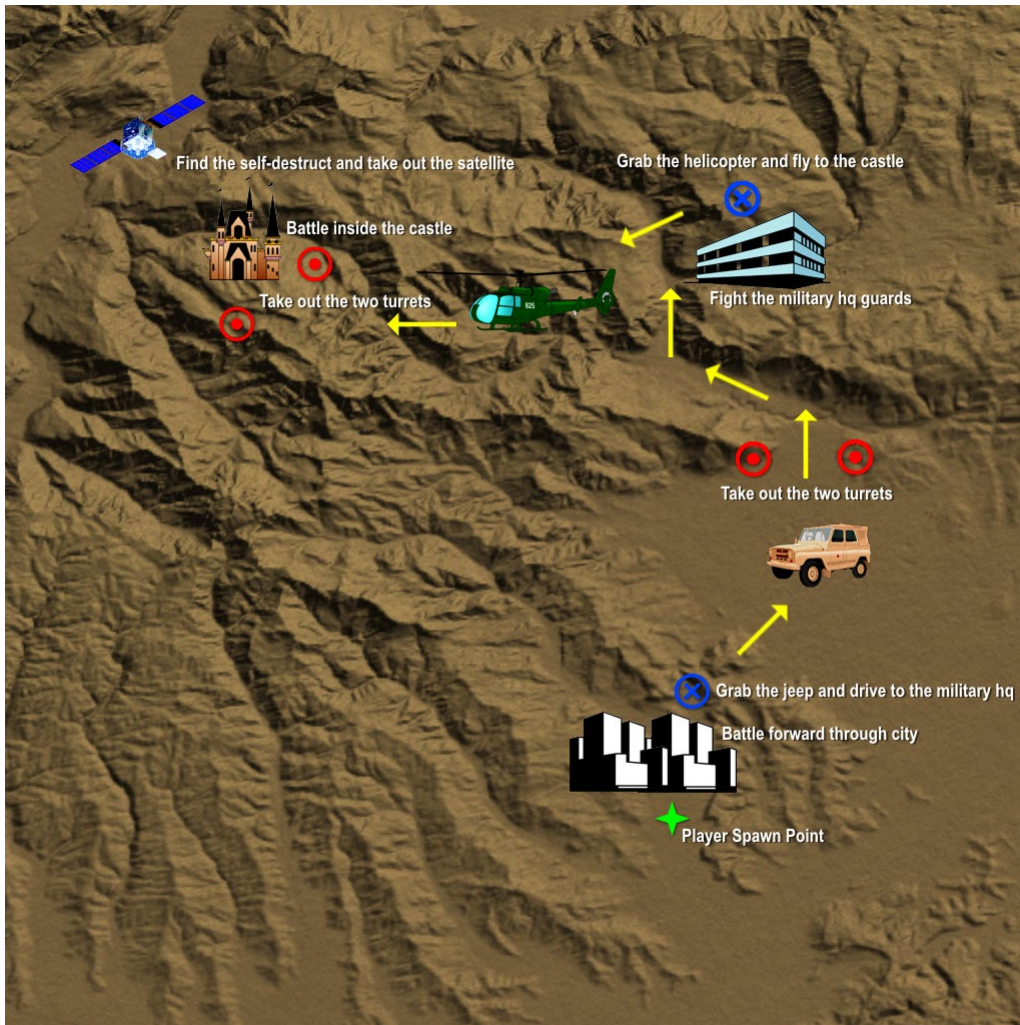 Find the self-destruct and take out the satellite
Grab the helicopter and fly to the castle
Battle inside the castle
Take out the two turrets
Fight the military hq guards
Take out the two turrets
Grab the jeep and drive to the military hq
Battle forward through city
Player Spawn Point